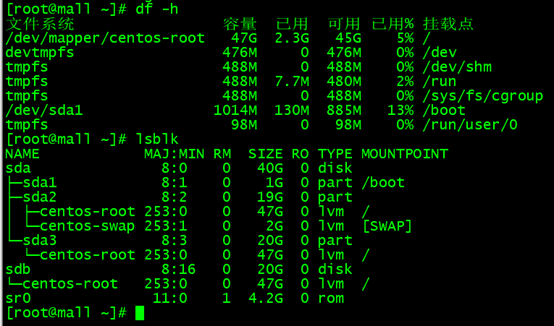 [root@mall ~]# df -h
文件系统                 容量  已用  可用 已用% 挂载点
/dev/mapper/centos-root   47G  2.3G   45G    5% /
devtmpfs                 476M     0  476M    0% /dev
tmpfs                    488M     0  488M    0% /dev/shm
tmpfs                    488M  7.7M  480M    2% /run
tmpfs                    488M     0  488M    0% /sys/fs/cgroup
/dev/sda1               1014M  130M  885M   13% /boot
tmpfs                     98M     0   98M    0% /run/user/0
[root@mall ~]# lsblk
NAME            MAJ:MIN RM  SIZE RO TYPE MOUNTPOINT
sda               8:0    0   40G  0 disk
├─sda1            8:1    0    1G  0 part /boot
├─sda2            8:2    0   19G  0 part
│ ├─centos-root 253:0    0   47G  0 lvm  /
│ └─centos-swap 253:1    0    2G  0 lvm  [SWAP]
└─sda3            8:3    0   20G  0 part
  └─centos-root 253:0    0   47G  0 lvm  /
sdb               8:16   0   20G  0 disk
└─centos-root   253:0    0   47G  0 lvm  /
sr0              11:0    1  4.2G  0 rom
[root@mall ~]#